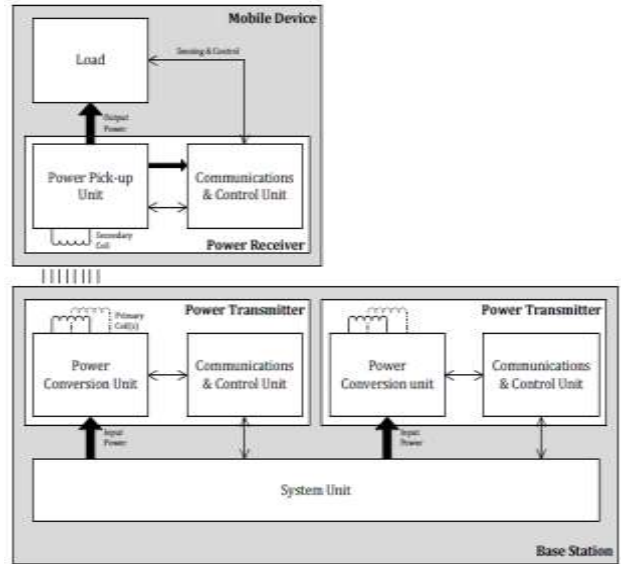 Mobile Device
Load
Sensing & Control
Output
Power
Power Pick-up
Unit
Communications
& Control Unit
Secondary
Coil
Power Receiver
Power Transmitter
Primary
Coil(s)
Power
Conversion Unit
Communications
& Control Unit
Input
Power
Power Transmitter
Power
Conversion unit
Communications
& Control Unit
Input
Power
System Unit
Base Station